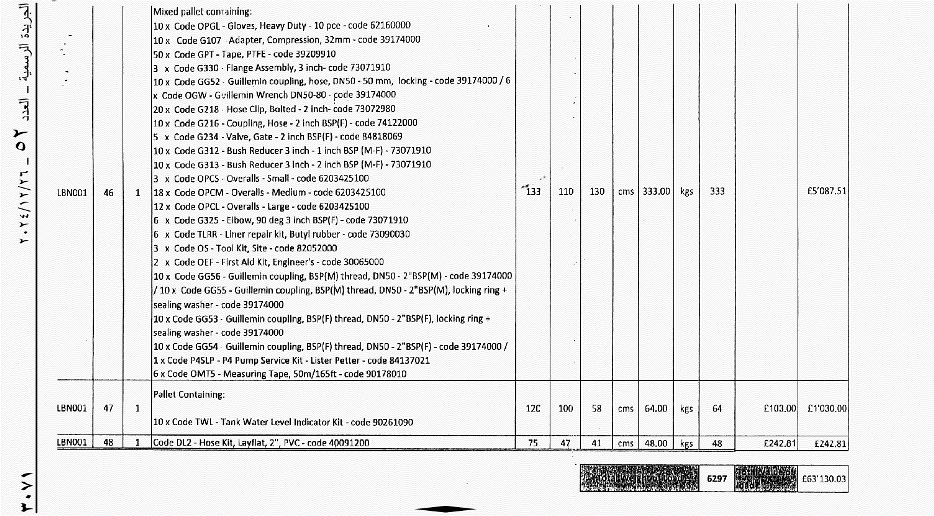 الجريدة الرسمية – العدد ٥٢ – ٢٠٢٤/١٢/٢٦
Mixed pallet containing:
10 x Code OPGL - Gloves, Heavy Duty - 10 pce - code 62160000
10 x Code G107 - Adapter, Compression, 32mm - code 39174000
50 x Code GPT - Tape, PTFE - code 39209910
3 x Code G330 - Flange Assembly, 3 inch- code 73071910
10 x Code GG52 - Guillemin coupling, hose, DN50 - 50 mm, locking - code 39174000 / 6
x Code OGW - Guillemin Wrench DN50-80 - code 39174000
20 x Code G218 - Hose Clip, Bolted - 2 inch- code 73072980
10 x Code G216 - Coupling, Hose - 2 inch BSP(F) - code 74122000
5 x Code G234 - Valve, Gate - 2 inch BSP(F) - code 84818069
10 x Code G312 - Bush Reducer 3 inch - 1 inch BSP (M-F) - 73071910
10 x Code G313 - Bush Reducer 3 inch - 2 inch BSP (M-F) - 73071910
3 x Code OPCS - Overalls - Small - code 6203425100
LBN001 46 1 18 x Code OPCM - Overalls - Medium - code 6203425100 133 110 130 cms 333.00 kgs 333 £5'087.51
12 x Code OPCL - Overalls - Large - code 6203425100
6 x Code G325 - Elbow, 90 deg 3 inch BSP(F) - code 73071910
6 x Code TLRR - Liner repair kit, Butyl rubber - code 73090030
3 x Code OS - Tool Kit, Site - code 82052000
2 x Code OEF - First Aid Kit, Engineer's - code 30065000
10 x Code GG56 - Guillemin coupling, BSP(M) thread, DN50 - 2"BSP(M) - code 39174000
/ 10 x Code GG55 - Guillemin coupling, BSP(M) thread, DN50 - 2"BSP(M), locking ring +
sealing washer - code 39174000
10 x Code GG53 - Guillemin coupling, BSP(F) thread, DN50 - 2"BSP(F), locking ring +
sealing washer - code 39174000
10 x Code GG54 - Guillemin coupling, BSP(F) thread, DN50 - 2"BSP(F) - code 39174000 /
1 x Code P4SLP - P4 Pump Service Kit - Lister Petter - code 84137021
6 x Code OMT5 - Measuring Tape, 50m/165ft - code 90178010
Pallet Containing:
LBN001 47 1 120 100 58 cms 64.00 kgs 64 £103.00 £1'030.00
10 x Code TWL - Tank Water Level Indicator Kit - code 90261090
LBN001 48 1 Code DL2 - Hose Kit, Layflat, 2", PVC - code 40091200 75 47 41 cms 48.00 kgs 48 £242.81 £242.81
6297 £63'130.03
٣٠٧١